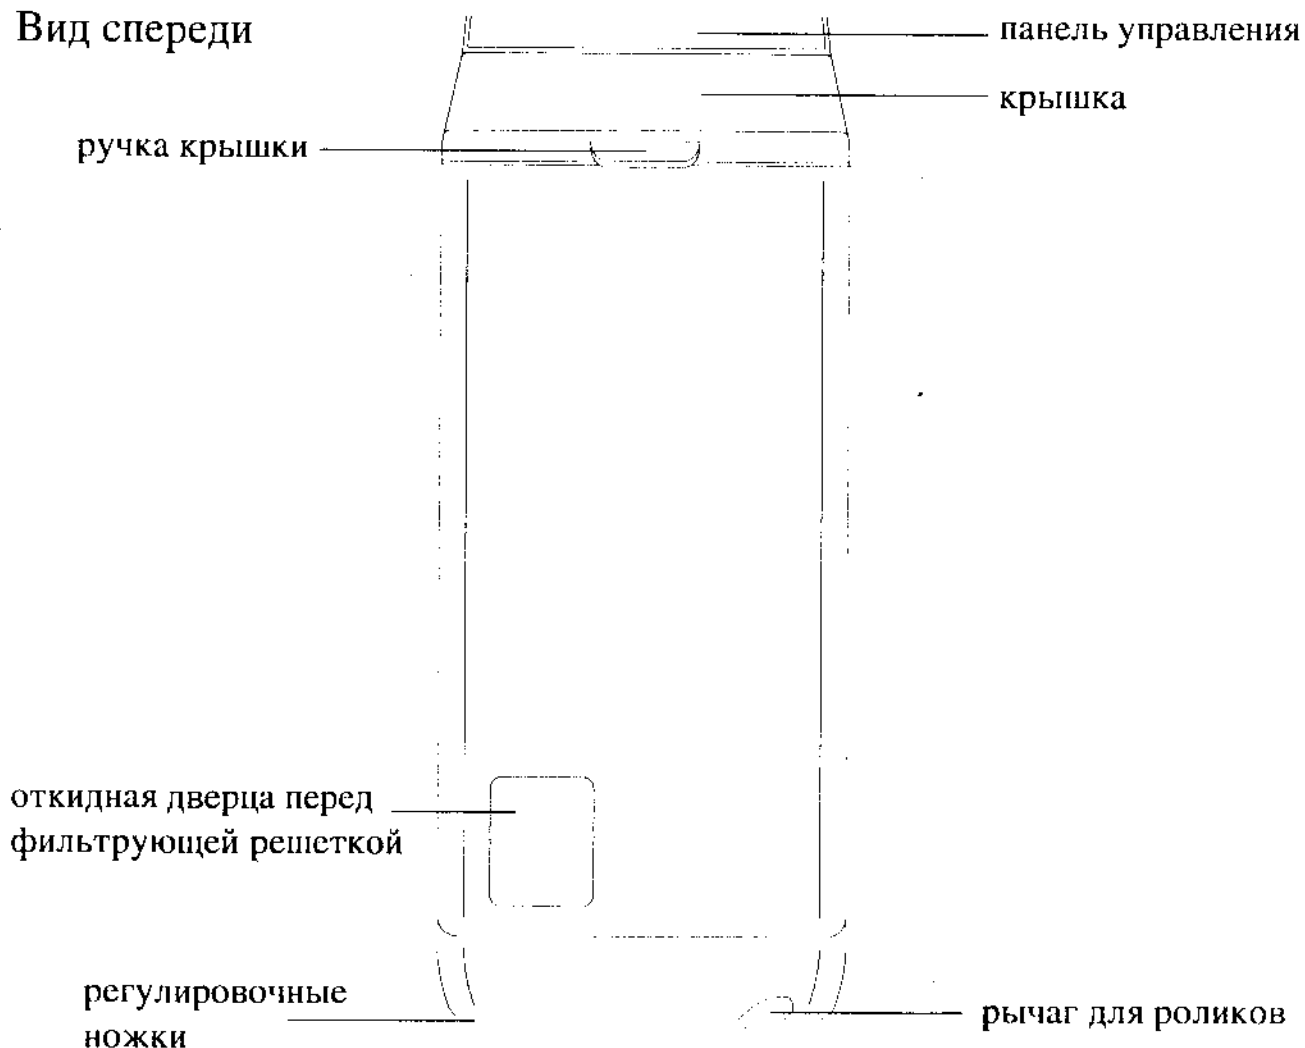 Вид спереди
панель управления
крышка
ручка крышки
откидная дверца перед
фильтрующей решеткой
регулировочные
ножки
рычаг для роликов